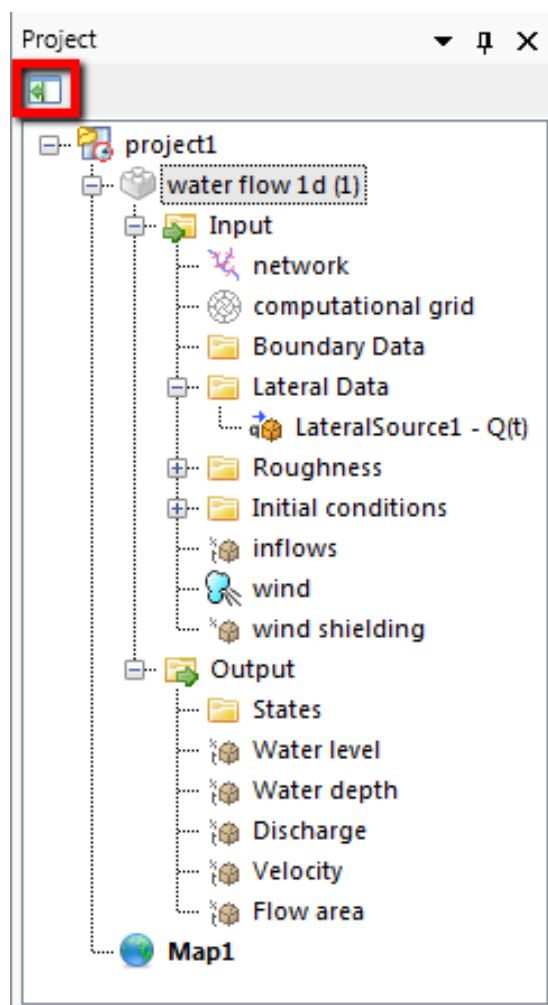 Project
project1
water flow 1d (1)
Input
network
computational grid
Boundary Data
Lateral Data
LateralSource1 - Q(t)
Roughness
Initial conditions
inflows
wind
wind shielding
Output
States
Water level
Water depth
Discharge
Velocity
Flow area
Map1